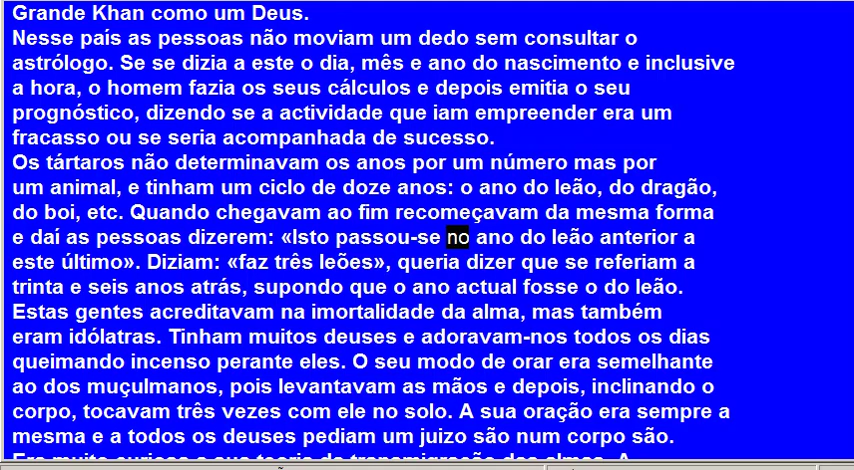 Grande Khan como um Deus.
Nesse país as pessoas não moviam um dedo sem consultar o
astrólogo. Se se dizia a este o dia, mês e ano do nascimento e inclusive
a hora, o homem fazia os seus cálculos e depois emitia o seu
prognóstico, dizendo se a actividade que iam empreender era um
fracasso ou se seria acompanhada de sucesso.
Os tártaros não determinavam os anos por um número mas por
um animal, e tinham um ciclo de doze anos: o ano do leão, do dragão,
do boi, etc. Quando chegavam ao fim recomeçavam da mesma forma
e daí as pessoas dizerem: «Isto passou-se no ano do leão anterior a
este último». Diziam: «faz três leões», queria dizer que se referiam a
trinta e seis anos atrás, supondo que o ano actual fosse o do leão.
Estas gentes acreditavam na imortalidade da alma, mas também
eram idólatras. Tinham muitos deuses e adoravam-nos todos os dias
queimando incenso perante eles. O seu modo de orar era semelhante
ao dos muçulmanos, pois levantavam as mãos e depois, inclinando o
corpo, tocavam três vezes com ele no solo. A sua oração era sempre a
mesma e a todos os deuses pediam um juizo são num corpo são.
Era muito curiosa a sua teoria da transmigração das almas. A